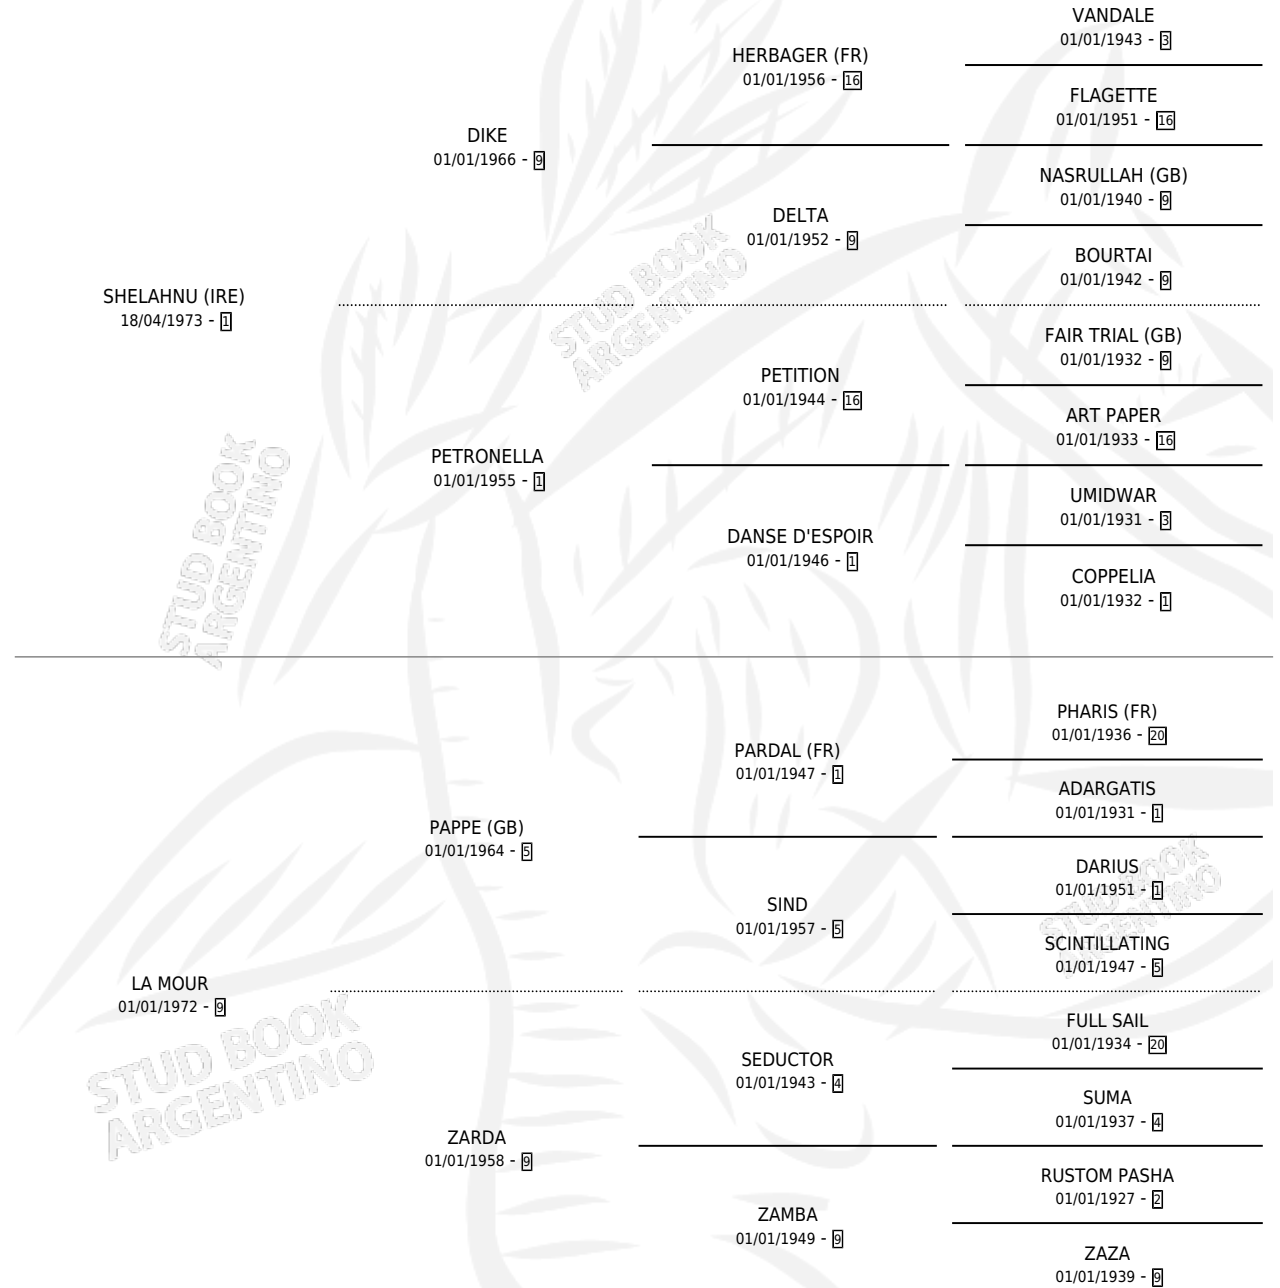 VANDALE
01/01/1943 - 3
HERBAGER (FR)
01/01/1956 - 16
FLAGETTE
01/01/1951 - 16
DIKE
01/01/1966 - 9
NASRULLAH (GB)
01/01/1940 - 9
DELTA
01/01/1952 - 9
BOURTAI
01/01/1942 - 9
SHELAHNU (IRE)
18/04/1973 - 1
FAIR TRIAL (GB)
01/01/1932 - 9
PETITION
01/01/1944 - 16
ART PAPER
01/01/1933 - 16
PETRONELLA
01/01/1955 - 1
UMIDWAR
01/01/1931 - 3
DANSE D'ESPOIR
01/01/1946 - 1
COPPELIA
01/01/1932 - 1
PHARIS (FR)
01/01/1936 - 20
PARDAL (FR)
01/01/1947 - 1
ADARGATIS
01/01/1931 - 1
PAPPE (GB)
01/01/1964 - 5
DARIUS
01/01/1951 - 1
SIND
01/01/1957 - 5
SCINTILLATING
01/01/1947 - 5
LA MOUR
01/01/1972 - 9
FULL SAIL
01/01/1934 - 20
SEDUCTOR
01/01/1943 - 4
SUMA
01/01/1937 - 4
ZARDA
01/01/1958 - 9
RUSTOM PASHA
01/01/1927 - 2
ZAMBA
01/01/1949 - 9
ZAZA
01/01/1939 - 9
STUD BOOK
ARGENTINO
STUD BOOK
ARGENTINO
STUD BOOK
ARGENTINO
STUD BOOK
ARGENTINO